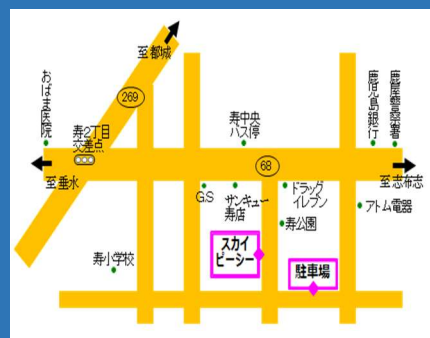 至都城
おばま医院
269
寿2丁目
交差点
寿中央
バス停
鹿児島銀行
鹿屋警察署
至垂水
68
至志布志
G.S
サンキュー
寿店
ドラッグ
イレブン
アトム電器
寿公園
スカイ
ピーシー
寿小学校
駐車場